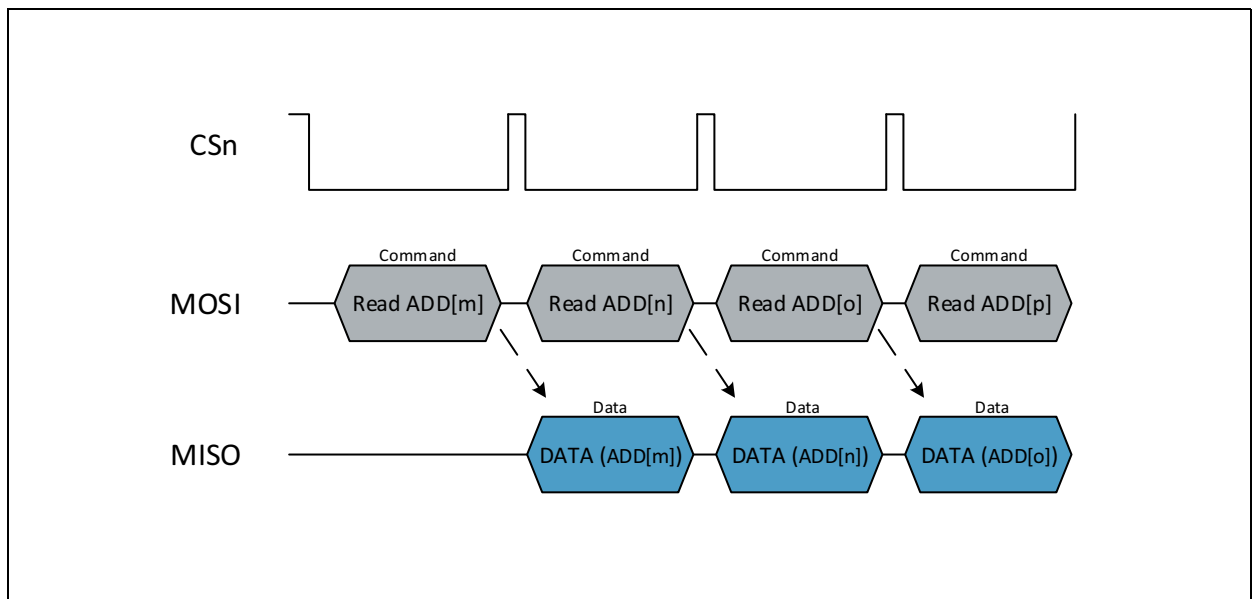 CSn
Command Command Command Command
MOSI Read ADD[m] Read ADD[n] Read ADD[o] Read ADD[p]
Data Data Data
MISO DATA (ADD[m]) DATA (ADD[n]) DATA (ADD[o])